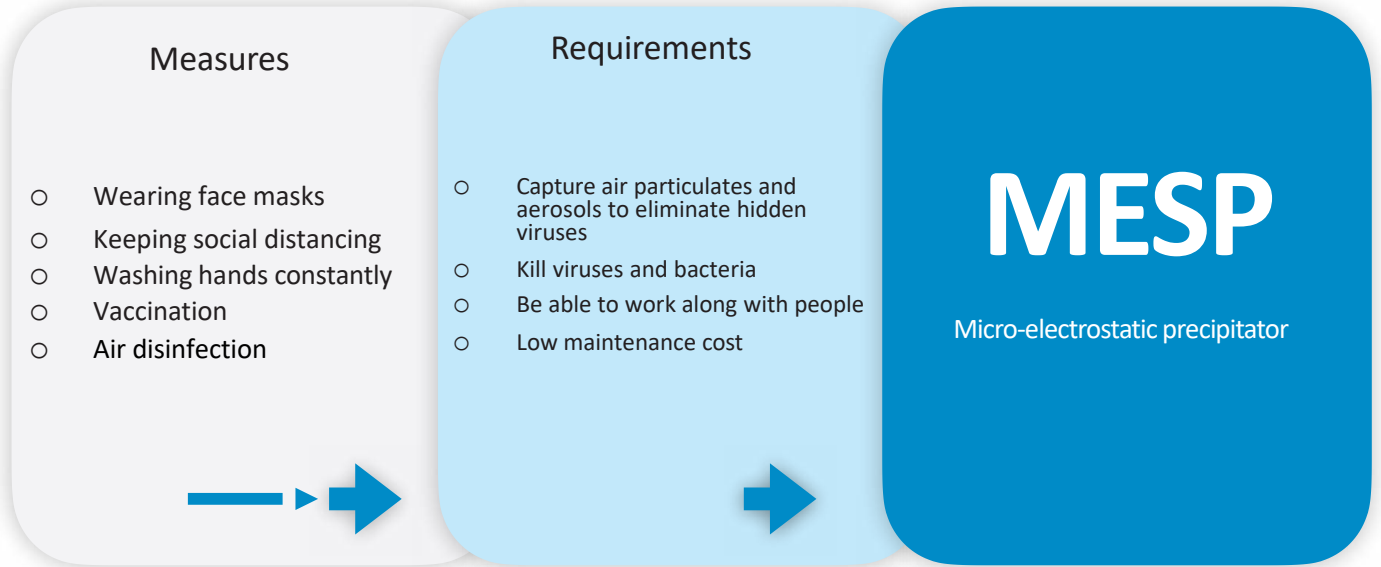 Measures
○ Wearing face masks
○ Keeping social distancing
○ Washing hands constantly
○ Vaccination
○ Air disinfection
Requirements
○ Capture air particulates and
aerosols to eliminate hidden
viruses
○ Kill viruses and bacteria
○ Be able to work along with people
○ Low maintenance cost
MESP
Micro-electrostatic precipitator